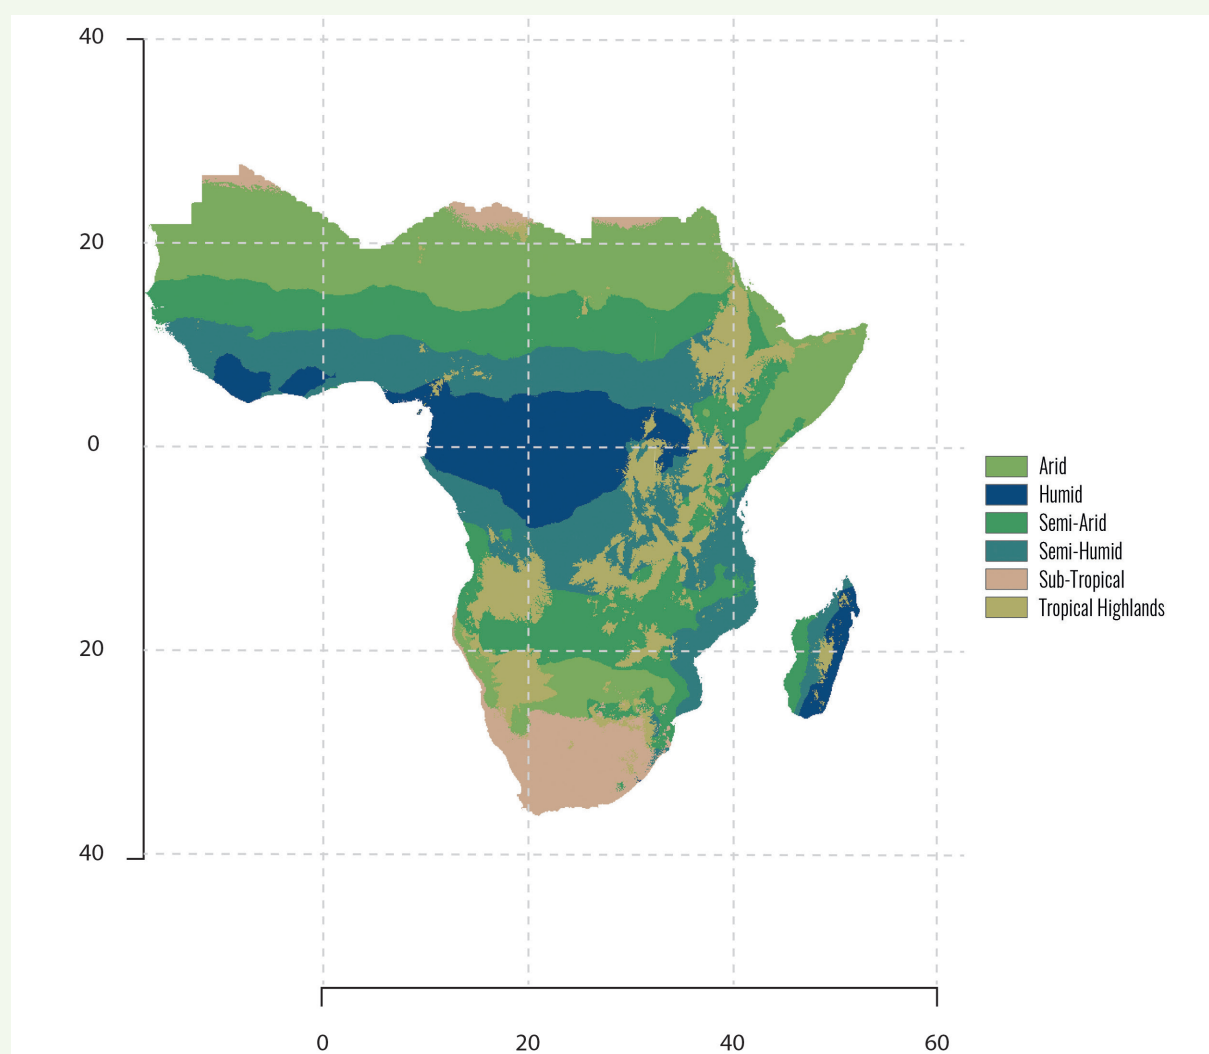 40
20
0
20
40
0 20 40 60
Arid
Humid
Semi-Arid
Semi-Humid
Sub-Tropical
Tropical Highlands